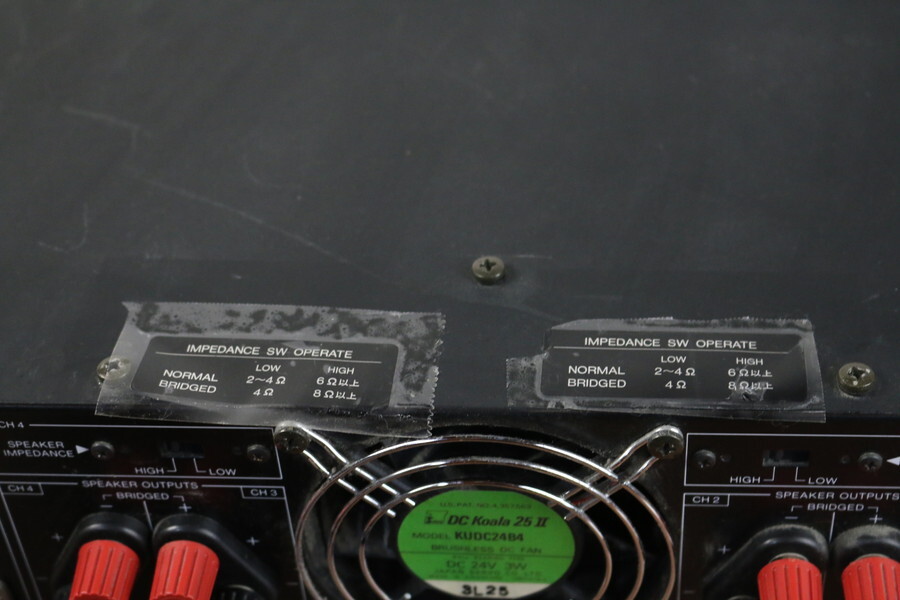 IMPEDANCE SW OPERATE
LOW HIGH
NORMAL 2~4Ω 6Ω以上
BRIDGED 4Ω 8Ω以上
IMPEDANCE SW OPERATE
LOW HIGH
NORMAL 2~4Ω 6Ω以上
BRIDGED 4Ω 8Ω以上
CH 4
SPEAKER
IMPEDANCE
HIGH LOW
CH 4
SPEAKER OUTPUTS
BRIDGED
CH 3
- +
+ +
DC Koala 25 II
MODEL KUDC24B4
BRUSHLESS DC FAN
DC 24V 3W
3L25
HIGH LOW
CH 2
SPEAKER OUTPUTS
BRIDGED
- +
+